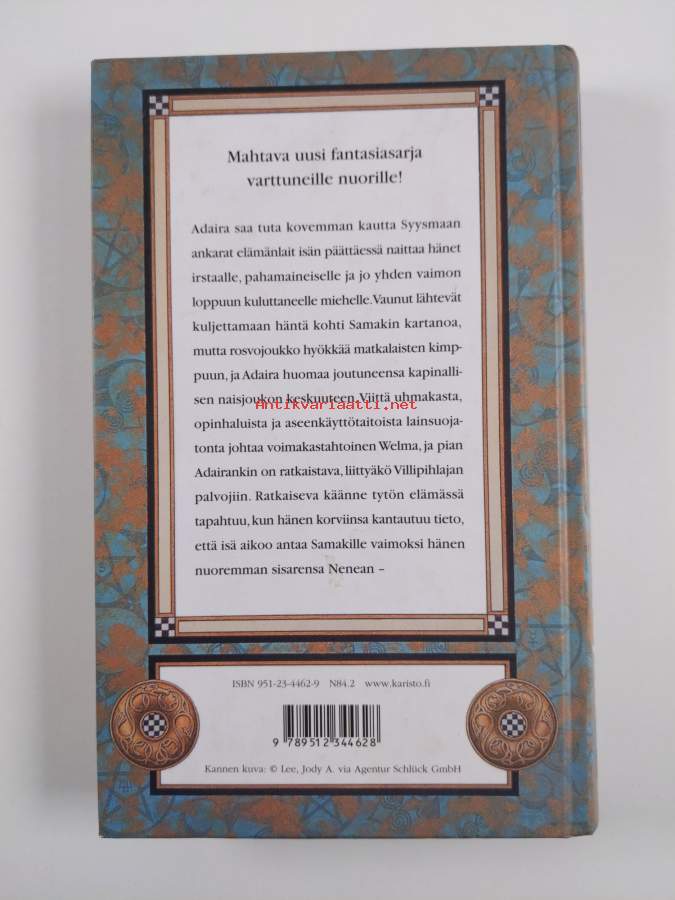 Mahtava uusi fantasiasarja
varttuneille nuorille!
Adaira saa tuta kovemman kautta Syysmaan
ankarat elämänlait isän päättäessä naittaa hänet
irstaalle, pahamaineiselle ja jo yhden vaimon
loppuun kuluttaneelle miehelle. Vaunut lähtevät
kuljettamaan häntä kohti Samakin kartanoa,
mutta rosvojoukko hyökkää matkalaisten kimp-
puun, ja Adaira huomaa joutuneensa kapinalli-
sen naisjoukon keskuuteen. Viittä uhmakasta,
Antikvariaatti.net
opinhaluista ja aseenkäyttötaitoista lainsuoja-
tonta johtaa voimakastahtoinen Welma, ja pian
Adairankin on ratkaistava, liittyäkö Villipihlajan
palvojiin. Ratkaiseva käänne tytön elämässä
tapahtuu, kun hänen korviinsa kantautuu tieto,
että isä aikoo antaa Samakille vaimoksi hänen
nuoremman sisarensa Nenean –
ISBN 951-23-4462-9 N84.2 www.karisto.fi
9 789512 344628
Kannen kuva: © Lee, Jody A. via Agentur Schlück GmbH